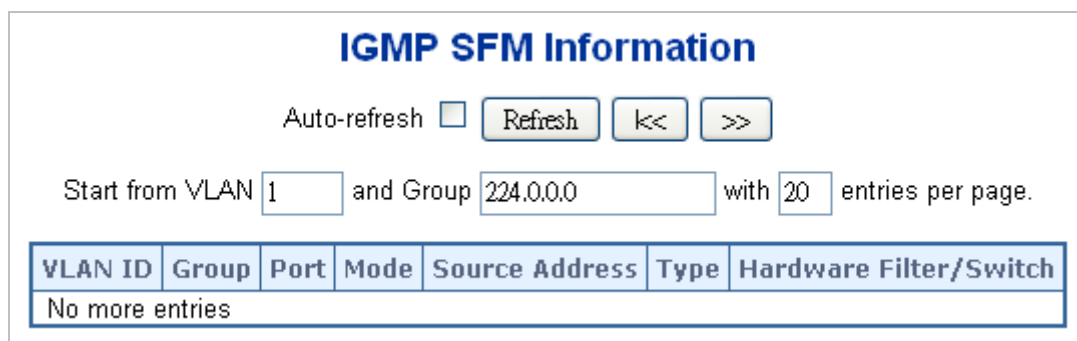 IGMP SFM Information
Auto-refresh Refresh |<< >>
Start from VLAN 1 and Group 224.0.0.0 with 20 entries per page.
VLAN ID Group Port Mode Source Address Type Hardware Filter/Switch
No more entries